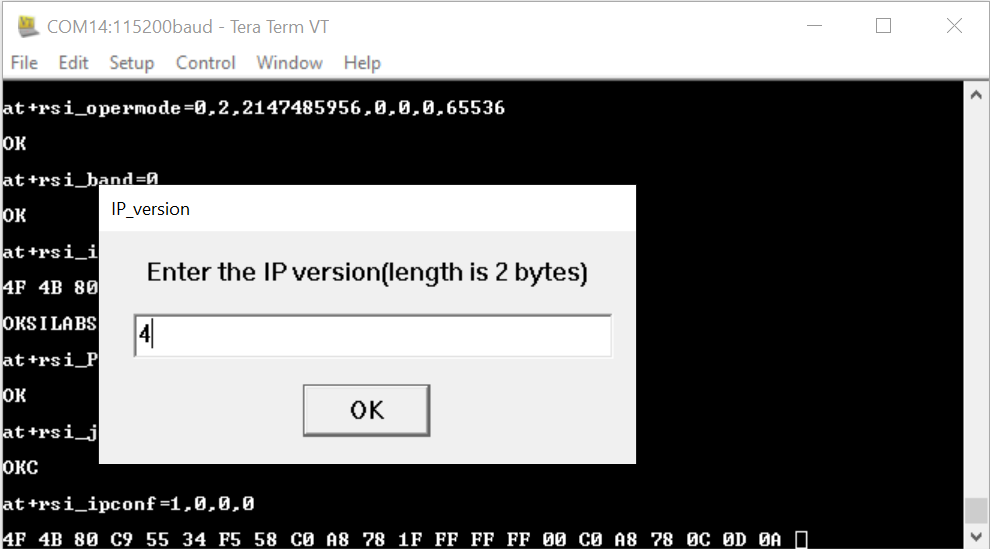 COM14:115200baud - Tera Term VT
File Edit Setup Control Window Help
at+rsi_opermode=0,2,2147485956,0,0,0,65536
OK
at+rsi_band=0
OK
at+rsi_i
4F 4B 80
OKSILABS
at+rsi_P
OK
at+rsi_j
OKC
at+rsi_ipconf=1,0,0,0
4F 4B 80 C9 55 34 F5 58 C0 A8 78 1F FF FF FF 00 C0 A8 78 0C 0D 0A
IP_version
Enter the IP version(length is 2 bytes)
4
OK